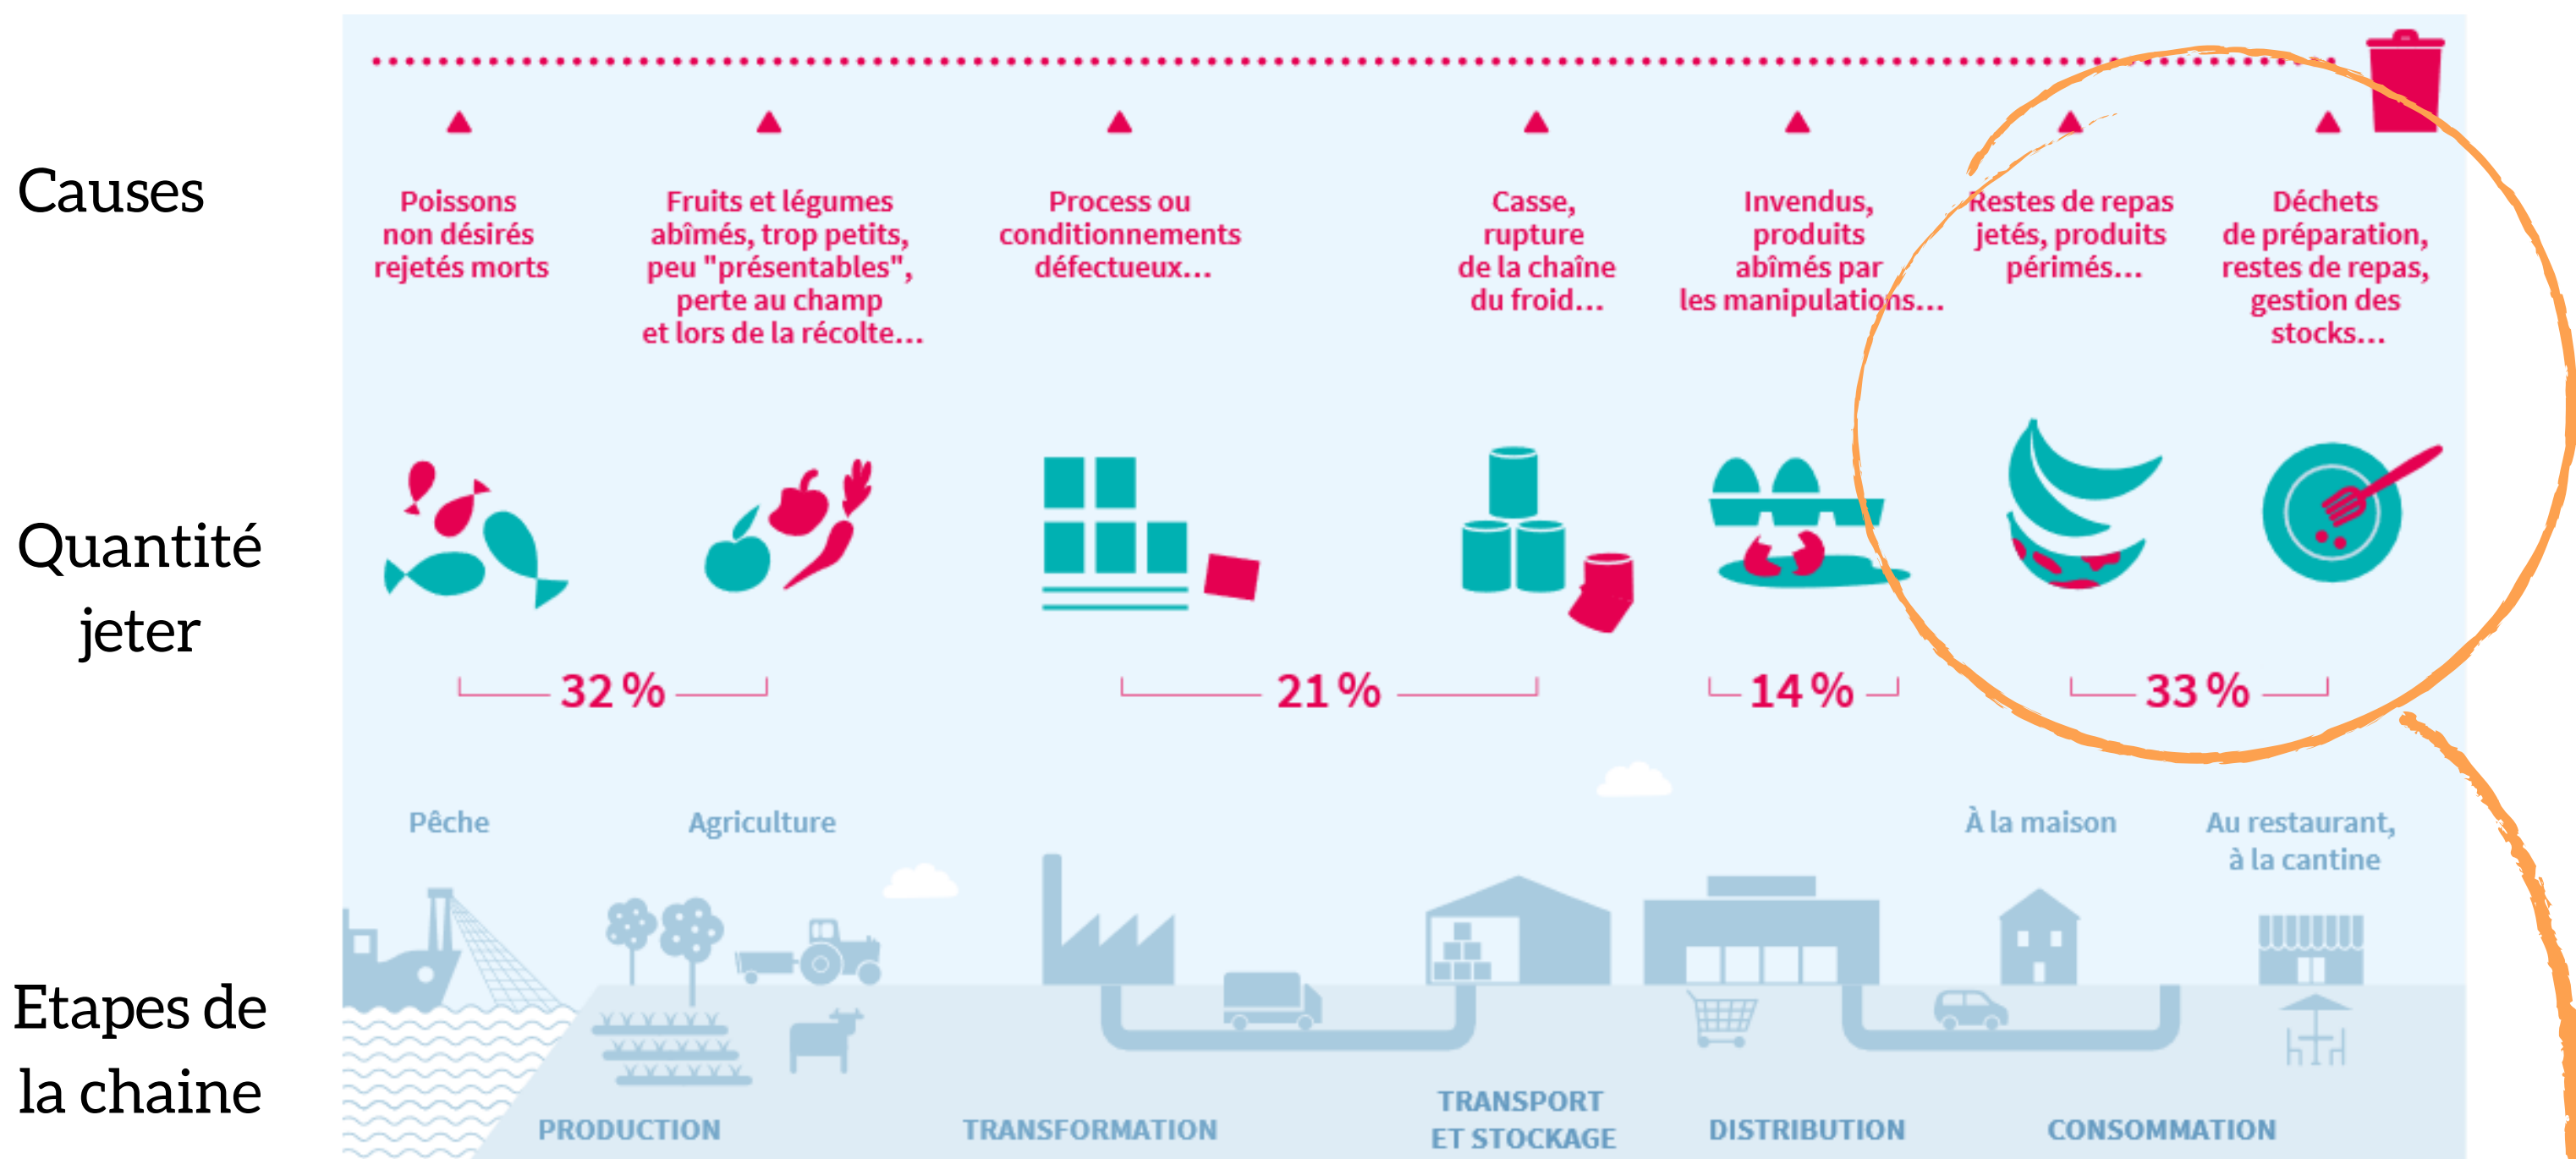 Causes
Poissons
non désirés
rejetés morts
Fruits et légumes
abîmés, trop petits,
peu "présentables",
perte au champ
et lors de la récolte...
Process ou
conditionnements
défectueux...
Casse,
rupture
de la chaîne
du froid...
Invendus,
produits
abîmés par
les manipulations...
Restes de repas
jetés, produits
périmés...
Déchets
de préparation,
restes de repas,
gestion des
stocks...
Quantité
jeter
32 %
21 %
14 %
33 %
Etapes de
la chaine
Pêche
Agriculture
À la maison
Au restaurant,
à la cantine
PRODUCTION
TRANSFORMATION
TRANSPORT
ET STOCKAGE
DISTRIBUTION
CONSOMMATION